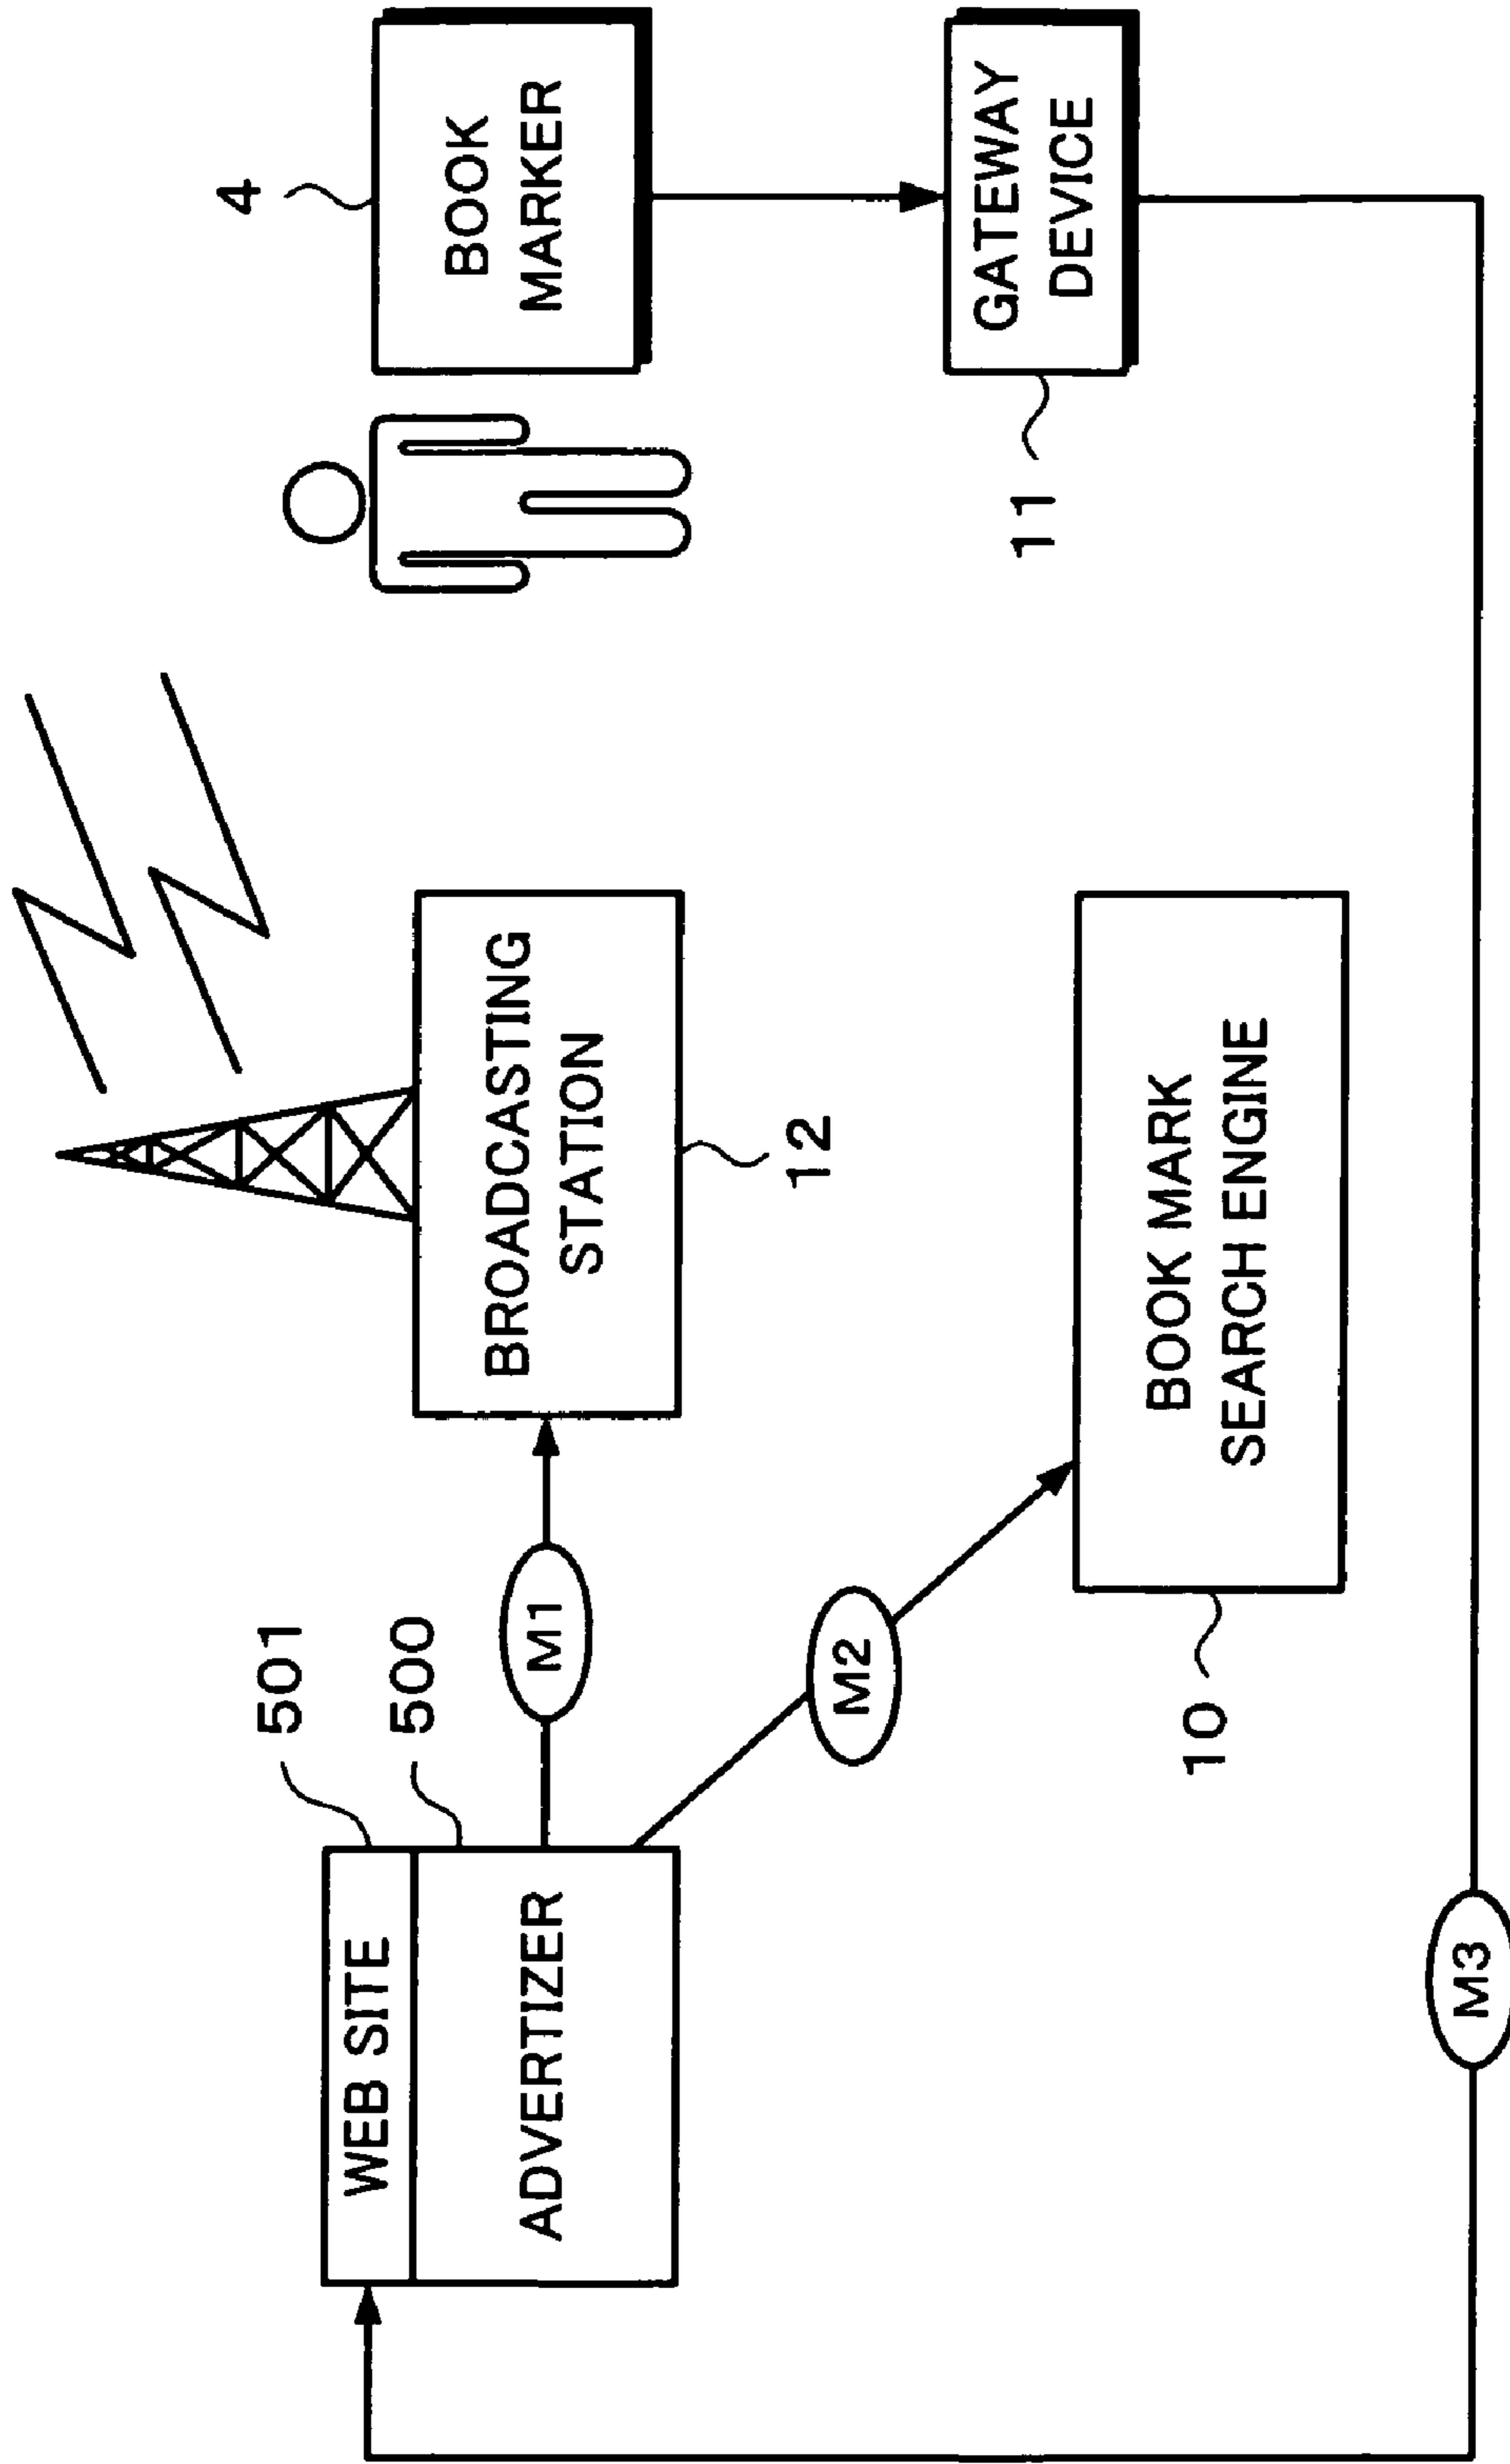 501
WEB SITE
500
ADVERTIZER
M1
BROADCASTING
STATION
12
4
BOOK
MARKER
M2
10
BOOK MARK
SEARCH ENGINE
11
GATEWAY
DEVICE
M3